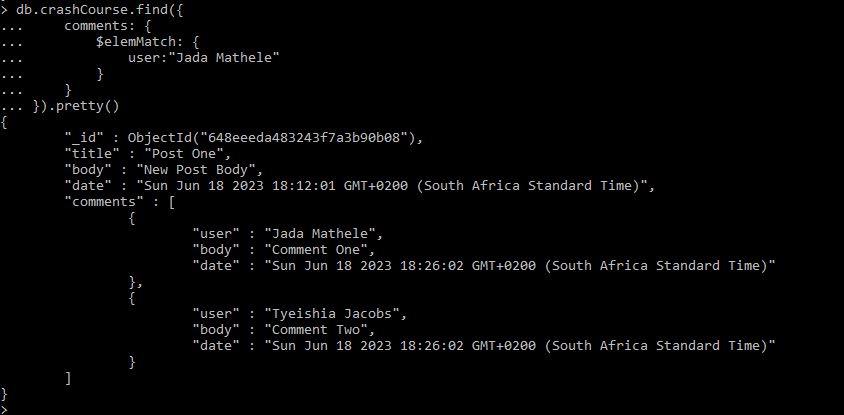 > db.crashCourse.find({
...     comments: {
...         $elemMatch: {
...             user:"Jada Mathele"
...         }
...     }
... }).pretty()
{
        "_id" : ObjectId("648eeeda483243f7a3b90b08"),
        "title" : "Post One",
        "body" : "New Post Body",
        "date" : "Sun Jun 18 2023 18:12:01 GMT+0200 (South Africa Standard Time)",
        "comments" : [
                {
                        "user" : "Jada Mathele",
                        "body" : "Comment One",
                        "date" : "Sun Jun 18 2023 18:26:02 GMT+0200 (South Africa Standard Time)"
                },
                {
                        "user" : "Tyeishia Jacobs",
                        "body" : "Comment Two",
                        "date" : "Sun Jun 18 2023 18:26:02 GMT+0200 (South Africa Standard Time)"
                }
        ]
}
>